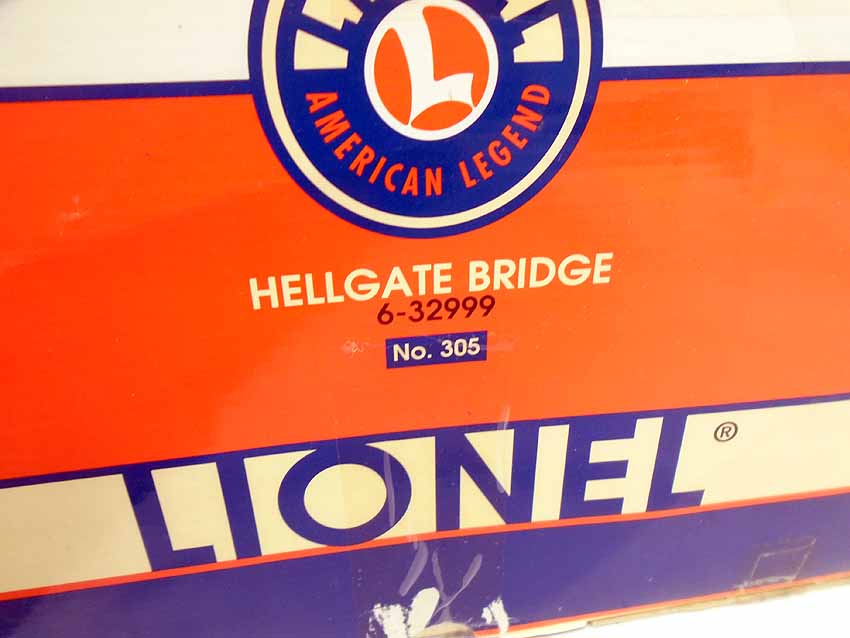 L
AMERICAN LEGEND
HELLGATE BRIDGE
6-32999
No. 305
LIONEL ®